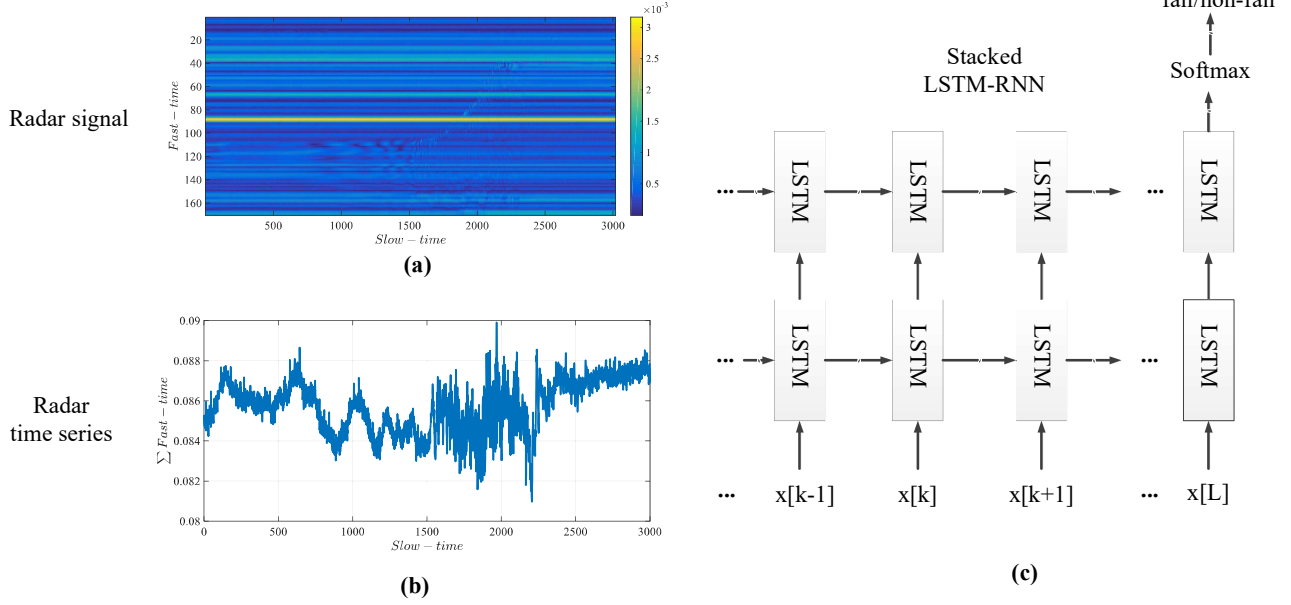 Radar signal
×10⁻³
3
2.5
2
1.5
1
0.5
20
40
60
80
100
120
140
160
Fast − time
500
1000
1500
2000
2500
3000
Slow − time
(a)
Radar
time series
0.09
0.088
0.086
0.084
0.082
0.08
∑ Fast − time
0
500
1000
1500
2000
2500
3000
Slow − time
(b)
fall/non-fall
Softmax
Stacked
LSTM-RNN
... LSTM LSTM LSTM ... LSTM
... LSTM LSTM LSTM ... LSTM
... x[k-1] x[k] x[k+1] ... x[L]
(c)